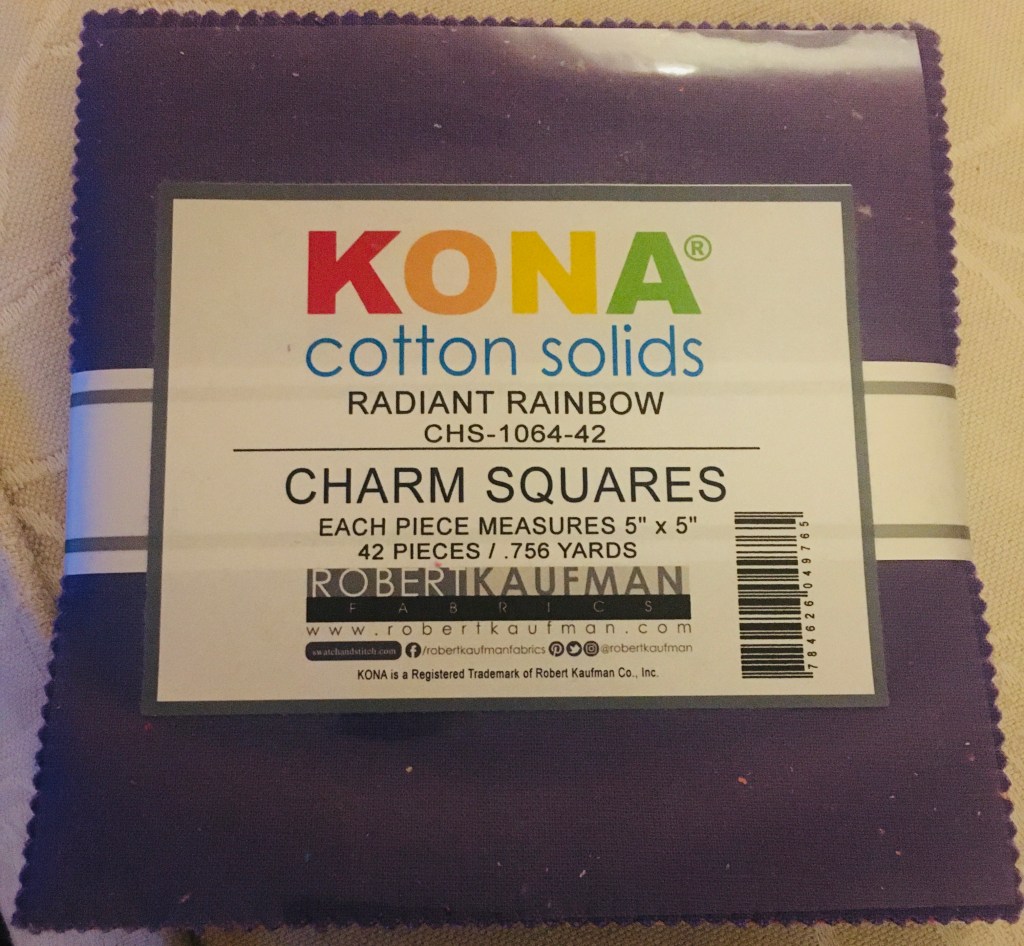 KONA®
cotton solids
RADIANT RAINBOW
CHS-1064-42
CHARM SQUARES
EACH PIECE MEASURES 5" x 5"
42 PIECES / .756 YARDS
ROBERT KAUFMAN
FABRICS
www.robertkaufman.com
swatchandstitch.com /robertkaufmanfabrics @robertkaufman
KONA is a Registered Trademark of Robert Kaufman Co., Inc.
784626049765